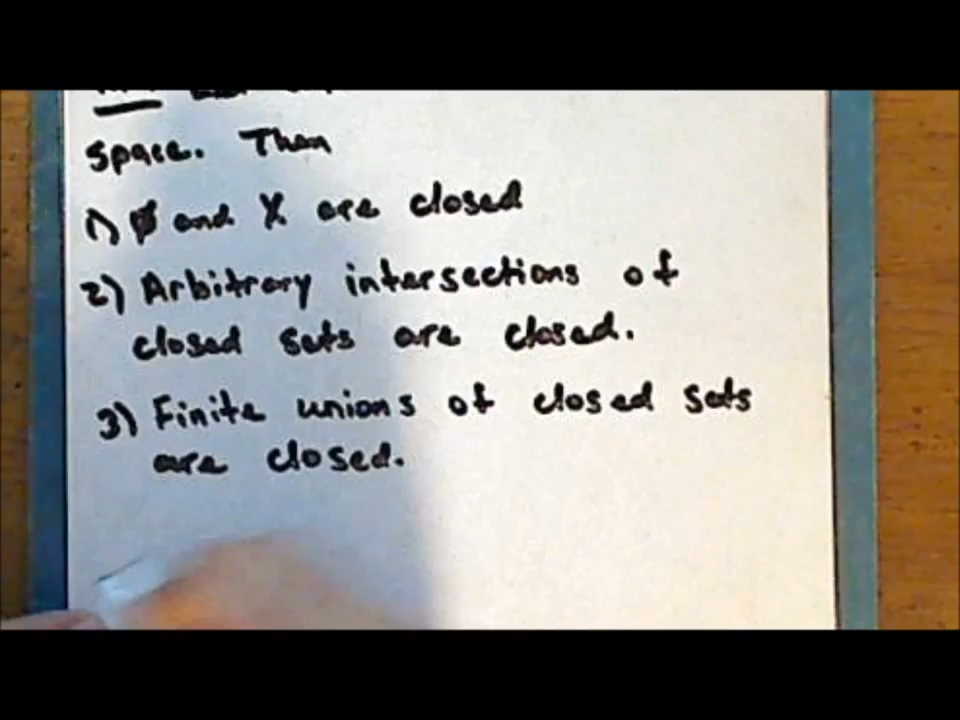 space. Then
1) Ø and X are closed
2) Arbitrary intersections of
closed sets are closed.
3) Finite unions of closed sets
are closed.